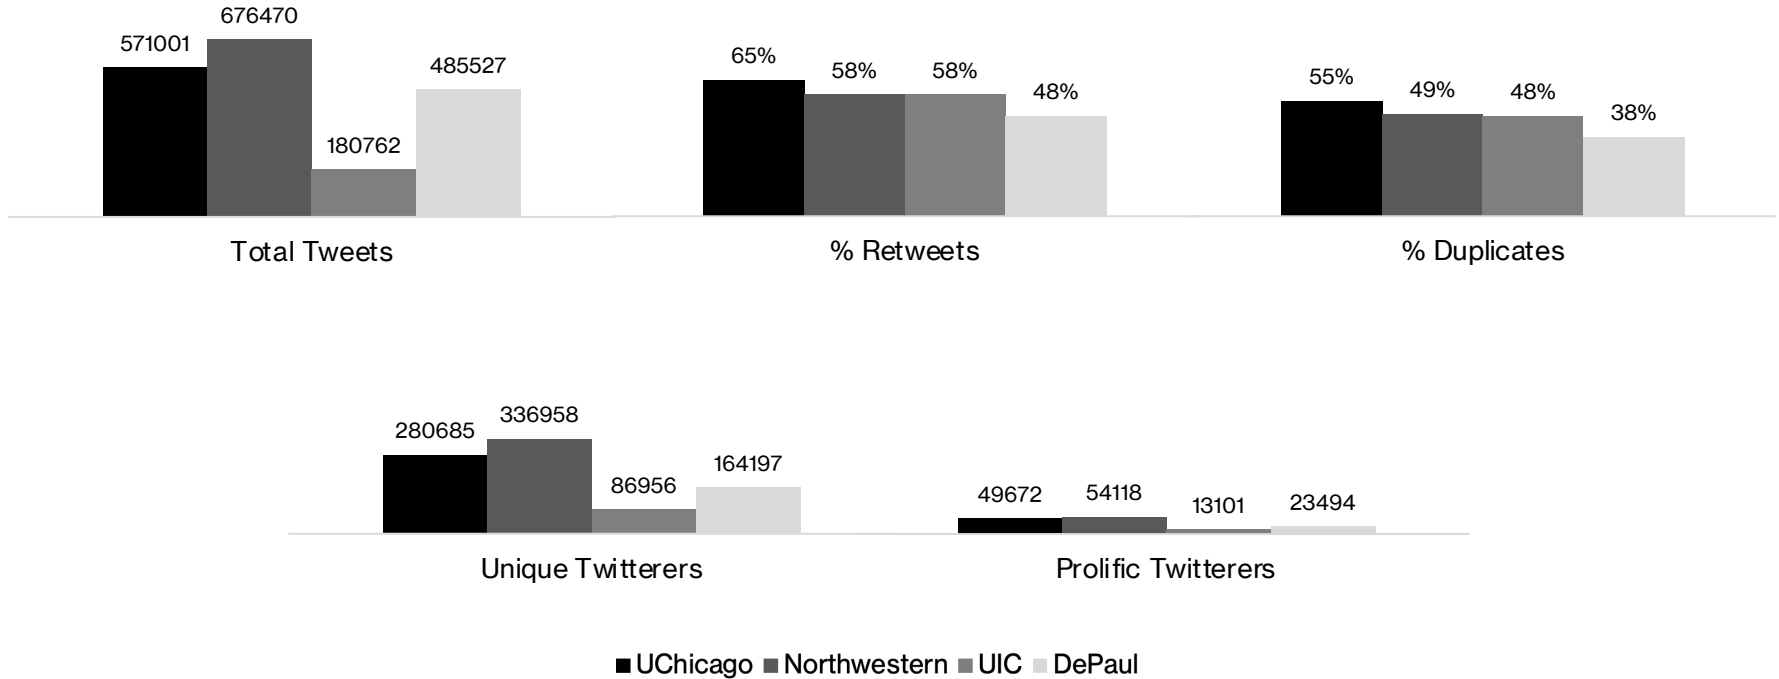 571001 676470 180762 485527
65% 58% 58% 48%
55% 49% 48% 38%
Total Tweets
% Retweets
% Duplicates
280685 336958 86956 164197
49672 54118 13101 23494
Unique Twitterers
Prolific Twitterers
UChicago Northwestern UIC DePaul